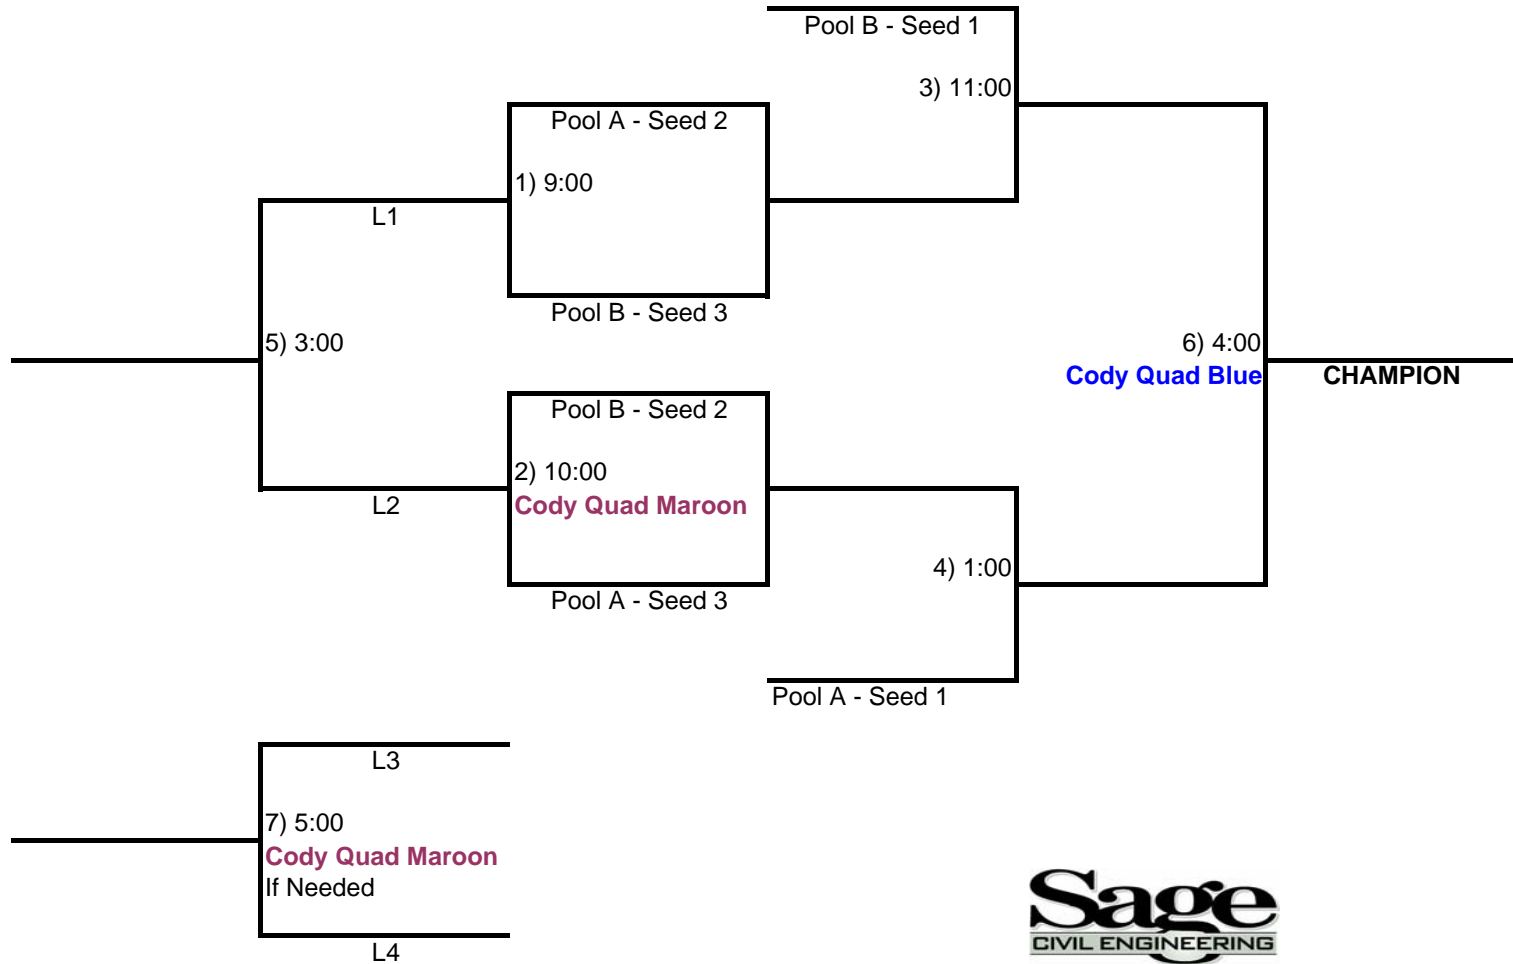 Pool B - Seed 1
3) 11:00
Pool A - Seed 2
1) 9:00
L1
Pool B - Seed 3
5) 3:00
6) 4:00
Cody Quad Blue
CHAMPION
Pool B - Seed 2
2) 10:00
Cody Quad Maroon
L2
4) 1:00
Pool A - Seed 3
Pool A - Seed 1
L3
7) 5:00
Cody Quad Maroon
If Needed
L4
Sage
CIVIL ENGINEERING